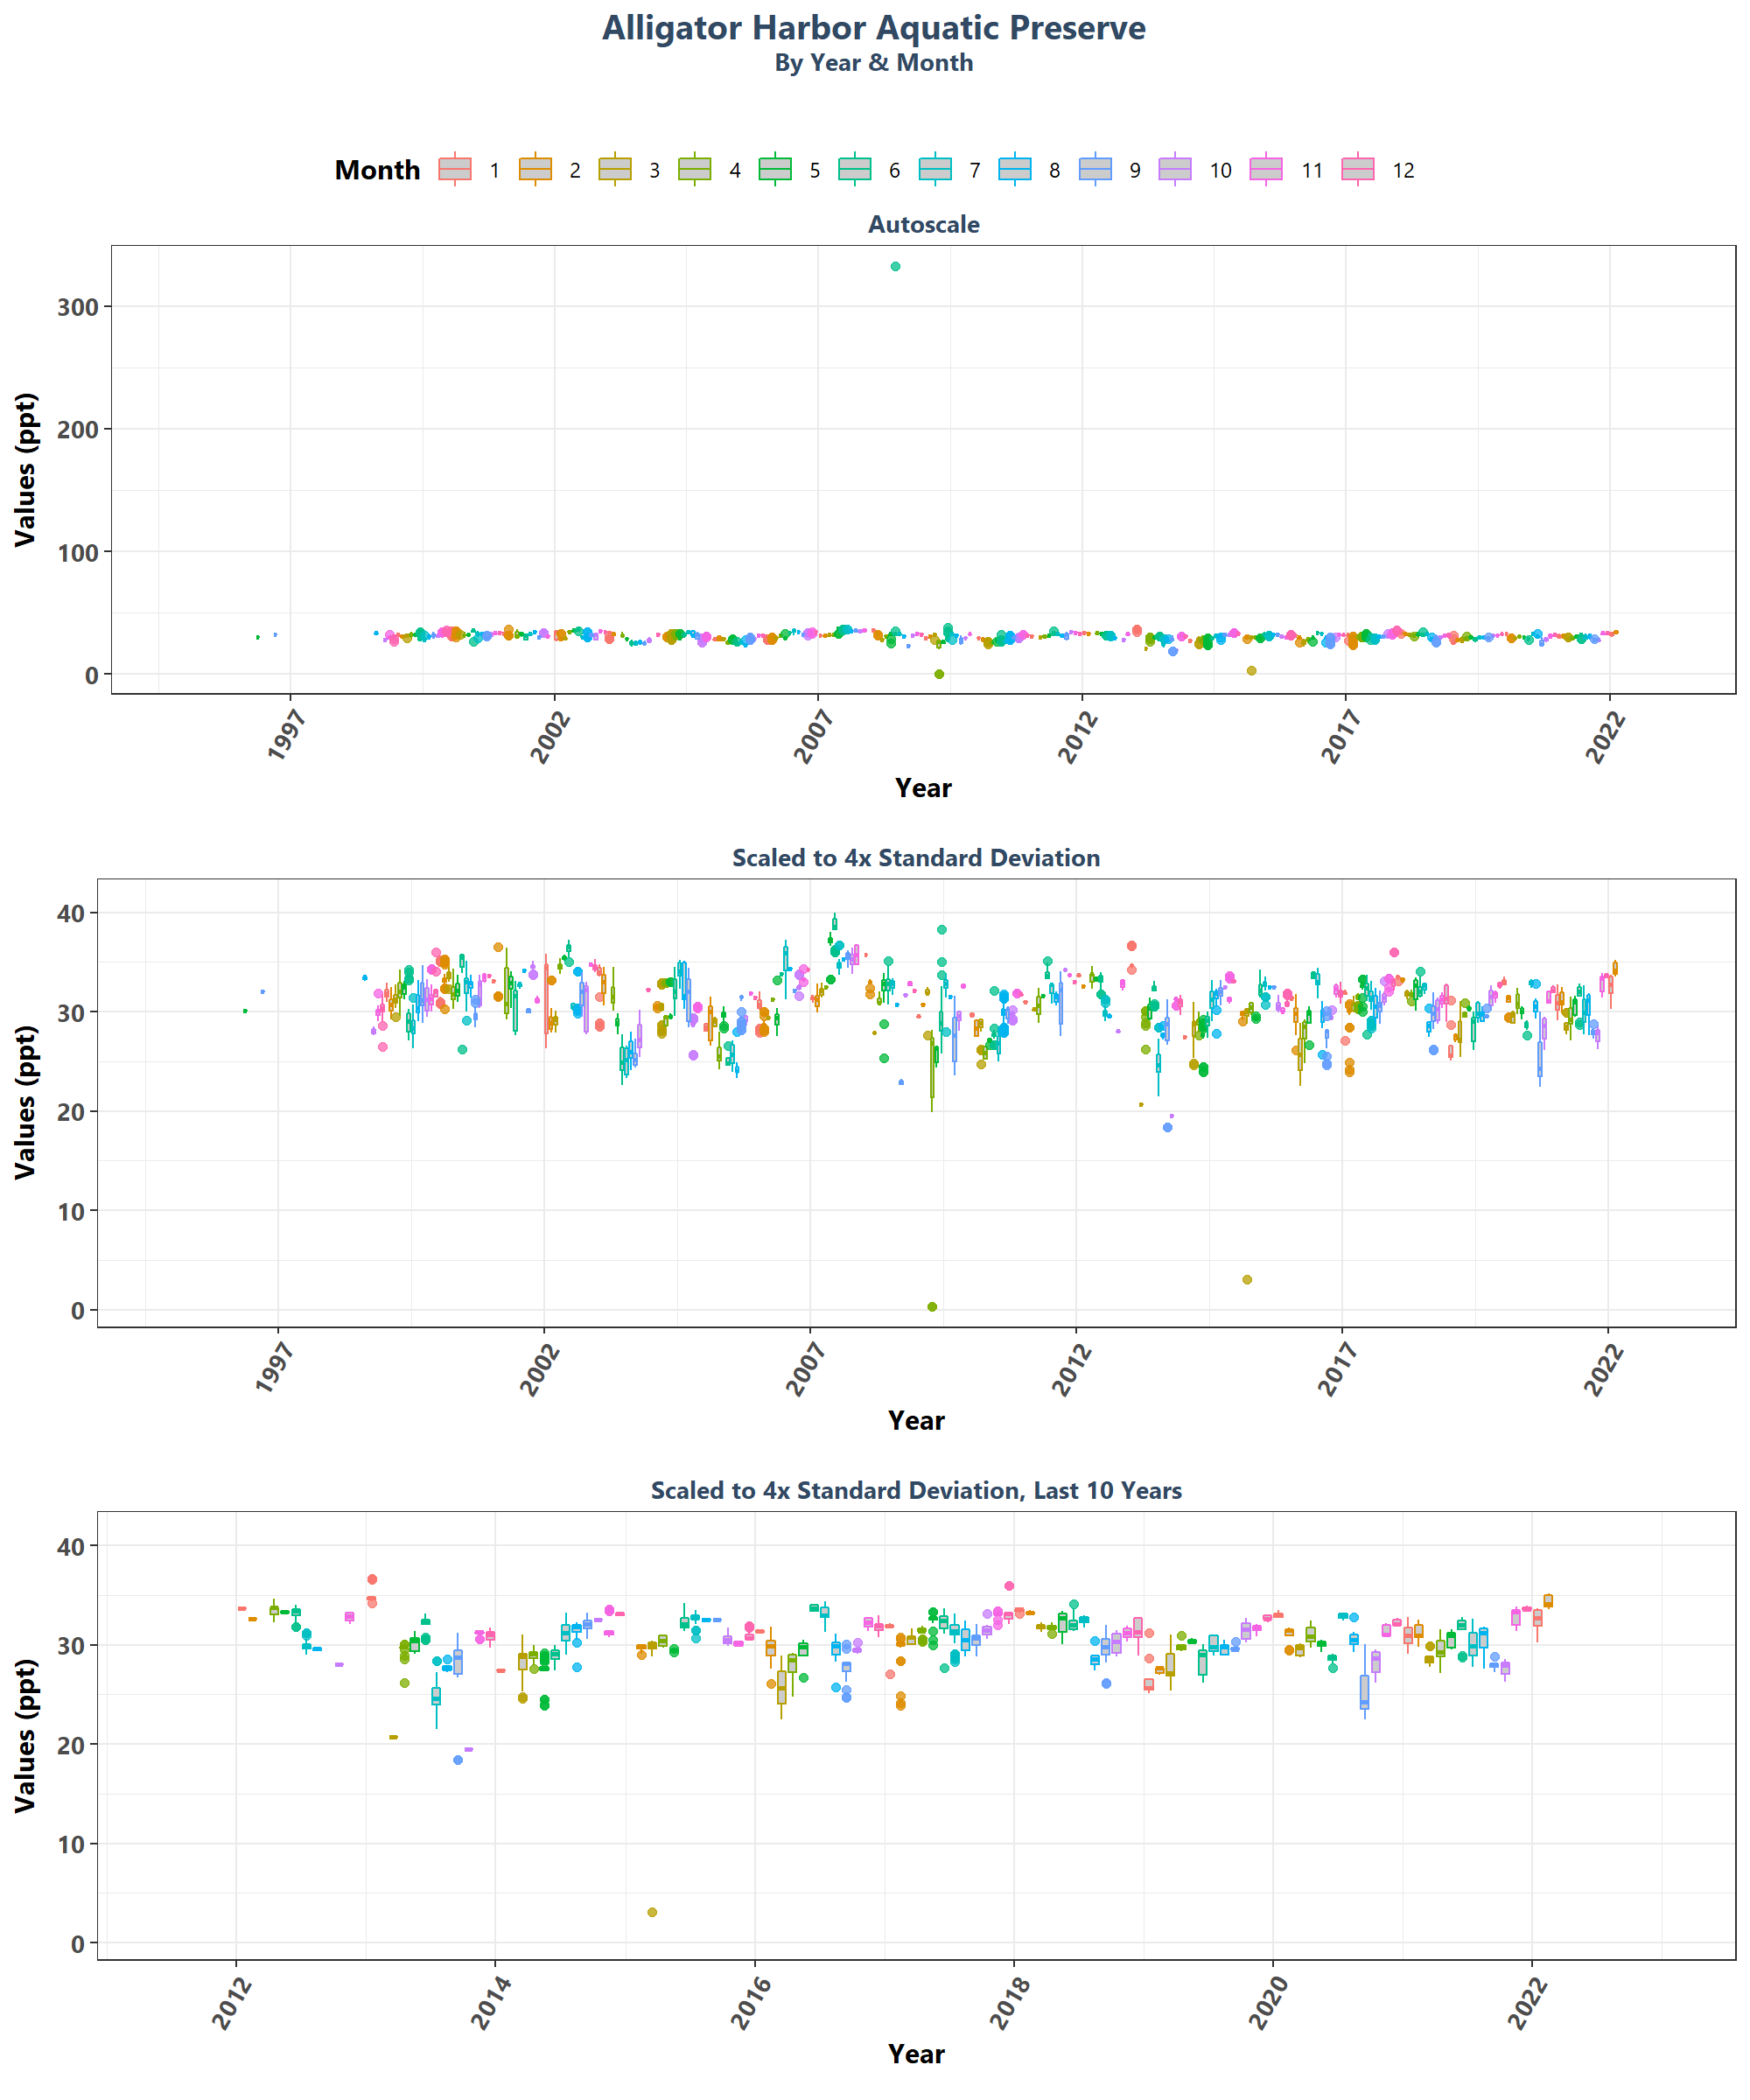 Alligator Harbor Aquatic Preserve
By Year & Month
Month 1 2 3 4 5 6 7 8 9 10 11 12
Autoscale
Values (ppt)
300
200
100
0
1997 2002 2007 2012 2017 2022
Year
Scaled to 4x Standard Deviation
Values (ppt)
40
30
20
10
0
1997 2002 2007 2012 2017 2022
Year
Scaled to 4x Standard Deviation, Last 10 Years
Values (ppt)
40
30
20
10
0
2012 2014 2016 2018 2020 2022
Year